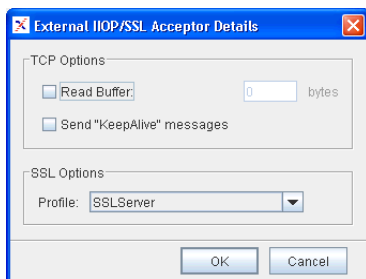 External IIOP/SSL Acceptor Details
TCP Options
Read Buffer: 0 bytes
Send "KeepAlive" messages
SSL Options
Profile: SSLServer
OK Cancel